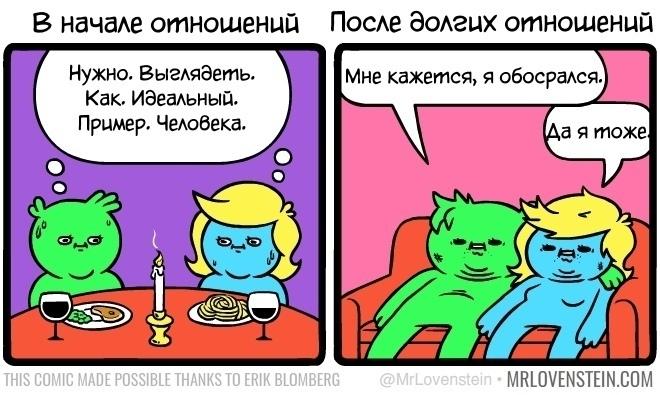 В начале отношений
После долгих отношений
Нужно. Выглядеть.
Как. Идеальный.
Пример. Человека.
Мне кажется, я обосрался.
Да я тоже.
THIS COMIC MADE POSSIBLE THANKS TO ERIK BLOMBERG
@MrLovenstein • MRLOVENSTEIN.COM